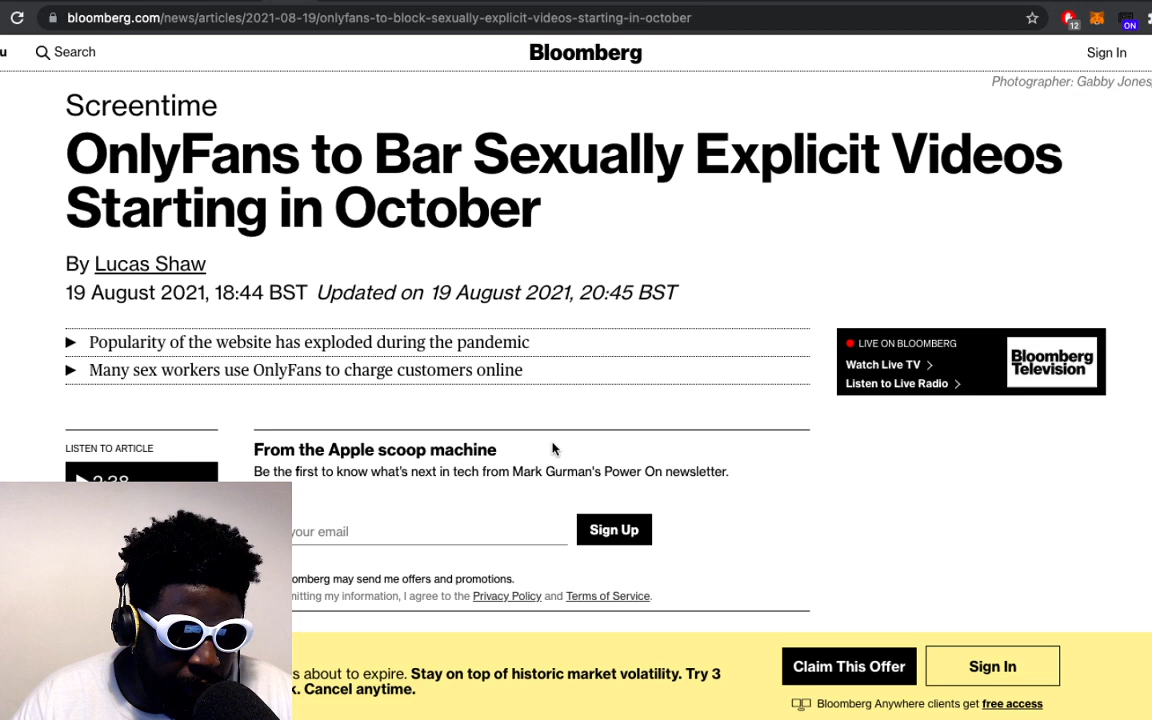 bloomberg.com/news/articles/2021-08-19/onlyfans-to-block-sexually-explicit-videos-starting-in-october
12
ON
u
Search
Bloomberg
Sign In
Photographer: Gabby Jones
Screentime
OnlyFans to Bar Sexually Explicit Videos
Starting in October
By Lucas Shaw
19 August 2021, 18:44 BST Updated on 19 August 2021, 20:45 BST
Popularity of the website has exploded during the pandemic
Many sex workers use OnlyFans to charge customers online
LIVE ON BLOOMBERG
Watch Live TV
Listen to Live Radio
Bloomberg
Television
LISTEN TO ARTICLE
2:38
From the Apple scoop machine
Be the first to know what's next in tech from Mark Gurman's Power On newsletter.
your email
Sign Up
omberg may send me offers and promotions.
mitting my information, I agree to the Privacy Policy and Terms of Service.
s about to expire. Stay on top of historic market volatility. Try 3
k. Cancel anytime.
Claim This Offer
Sign In
Bloomberg Anywhere clients get free access